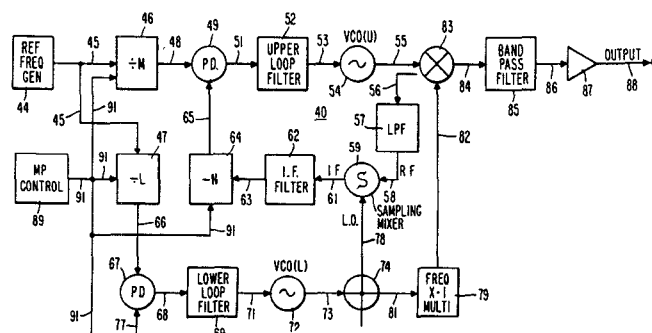 REF FREQ GEN
44
45
45
91
46
÷M
48
49
P.D.
51
52
UPPER LOOP FILTER
53
VCO(U)
54
55
56
83
84
BAND PASS FILTER
85
86
87
OUTPUT
88
40
57
LPF
58
RF
59
S
SAMPLING MIXER
82
65
64
÷N
63
62
I.F. FILTER
I F
61
L.O.
78
MP CONTROL
89
91
91
47
÷L
66
91
67
PD
68
LOWER LOOP FILTER
69
71
VCO(L)
72
73
74
81
FREQ X-1 MULTI
79
91
77